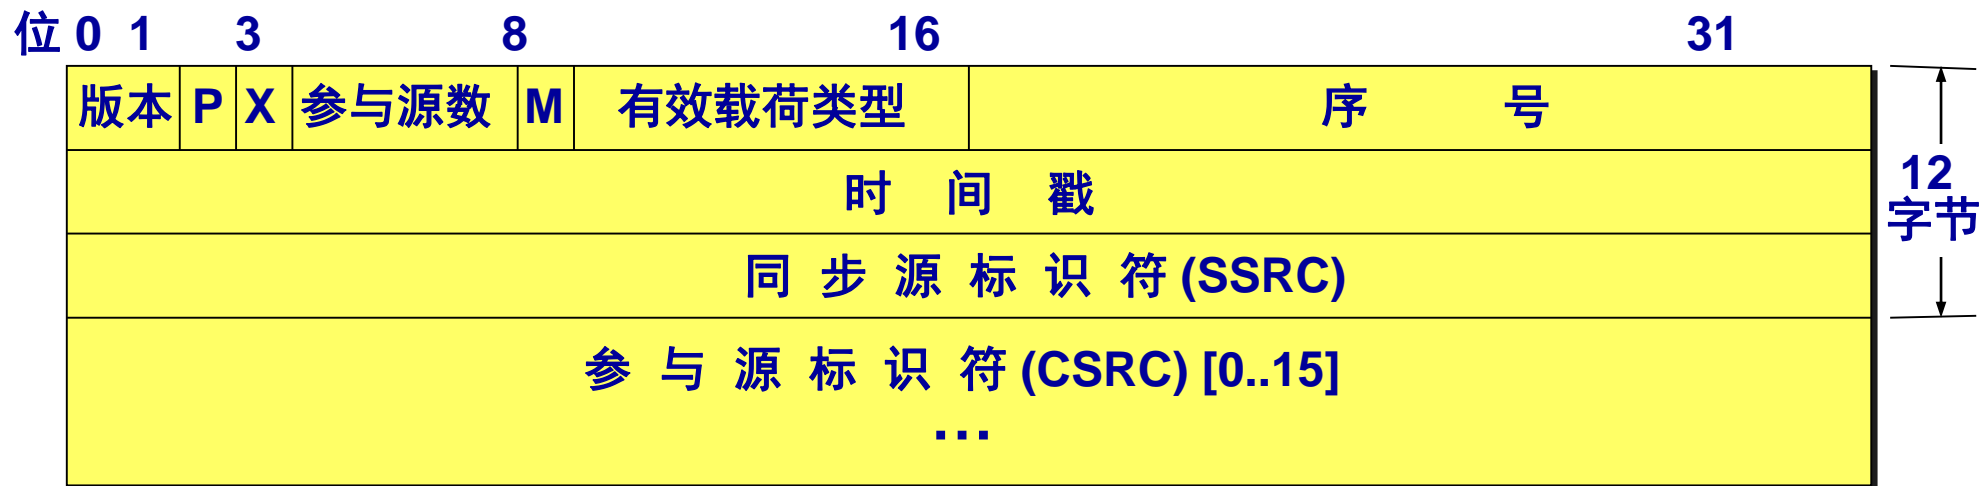 位 0 1 3 8 16 31
版本 P X 参与源数 M 有效载荷类型 序 号
时 间 戳
12
字节
同 步 源 标 识 符 (SSRC)
参 与 源 标 识 符 (CSRC) [0..15]
…